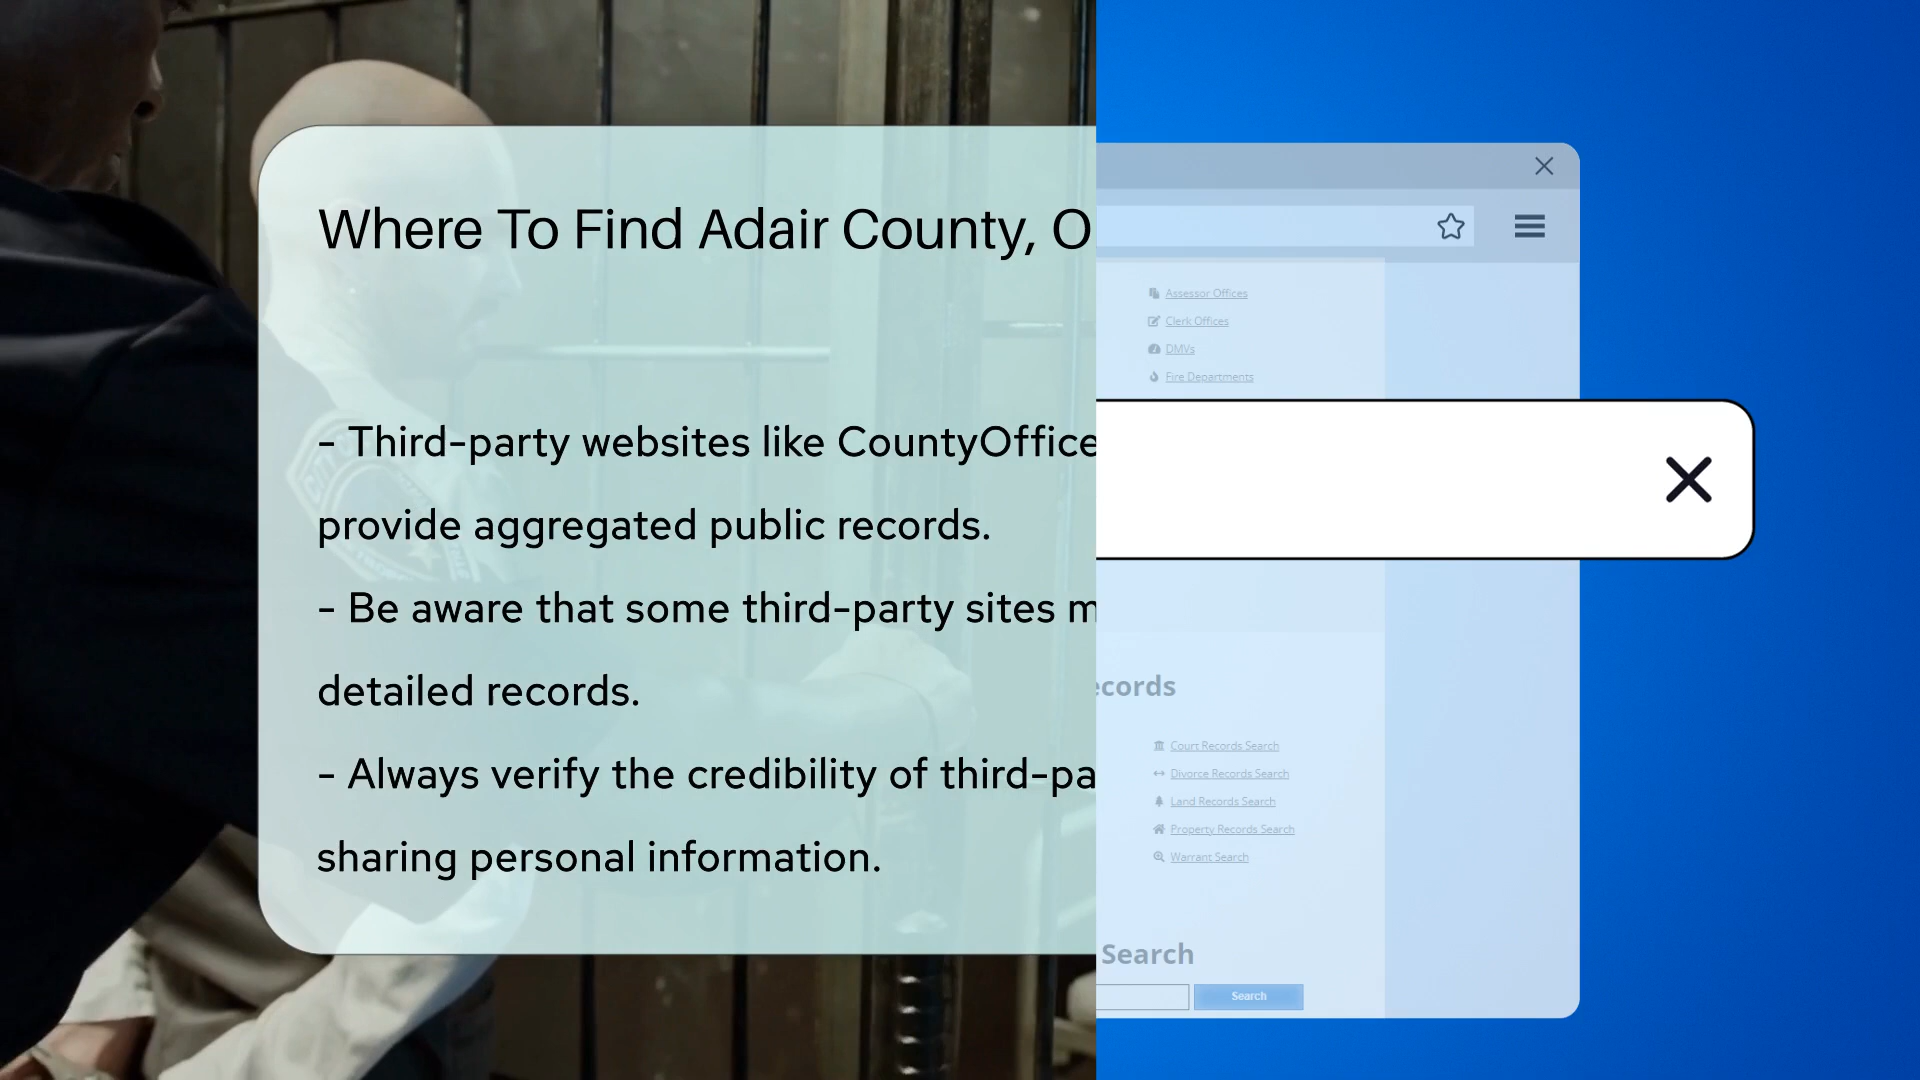 Where To Find Adair County, O
- Third-party websites like CountyOffice
provide aggregated public records.
- Be aware that some third-party sites m
detailed records.
- Always verify the credibility of third-pa
sharing personal information.
Assessor Offices
Clerk Offices
DMVs
Fire Departments
ecords
Court Records Search
Divorce Records Search
Land Records Search
Property Records Search
Warrant Search
Search
Search